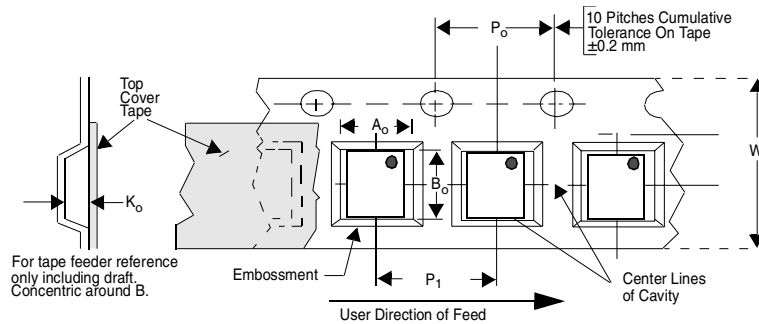 10 Pitches Cumulative
Tolerance On Tape
±0.2 mm
Po
Top
Cover
Tape
Ao
W
Bo
Ko
For tape feeder reference
only including draft.
Concentric around B.
Embossment
P1
Center Lines
of Cavity
User Direction of Feed